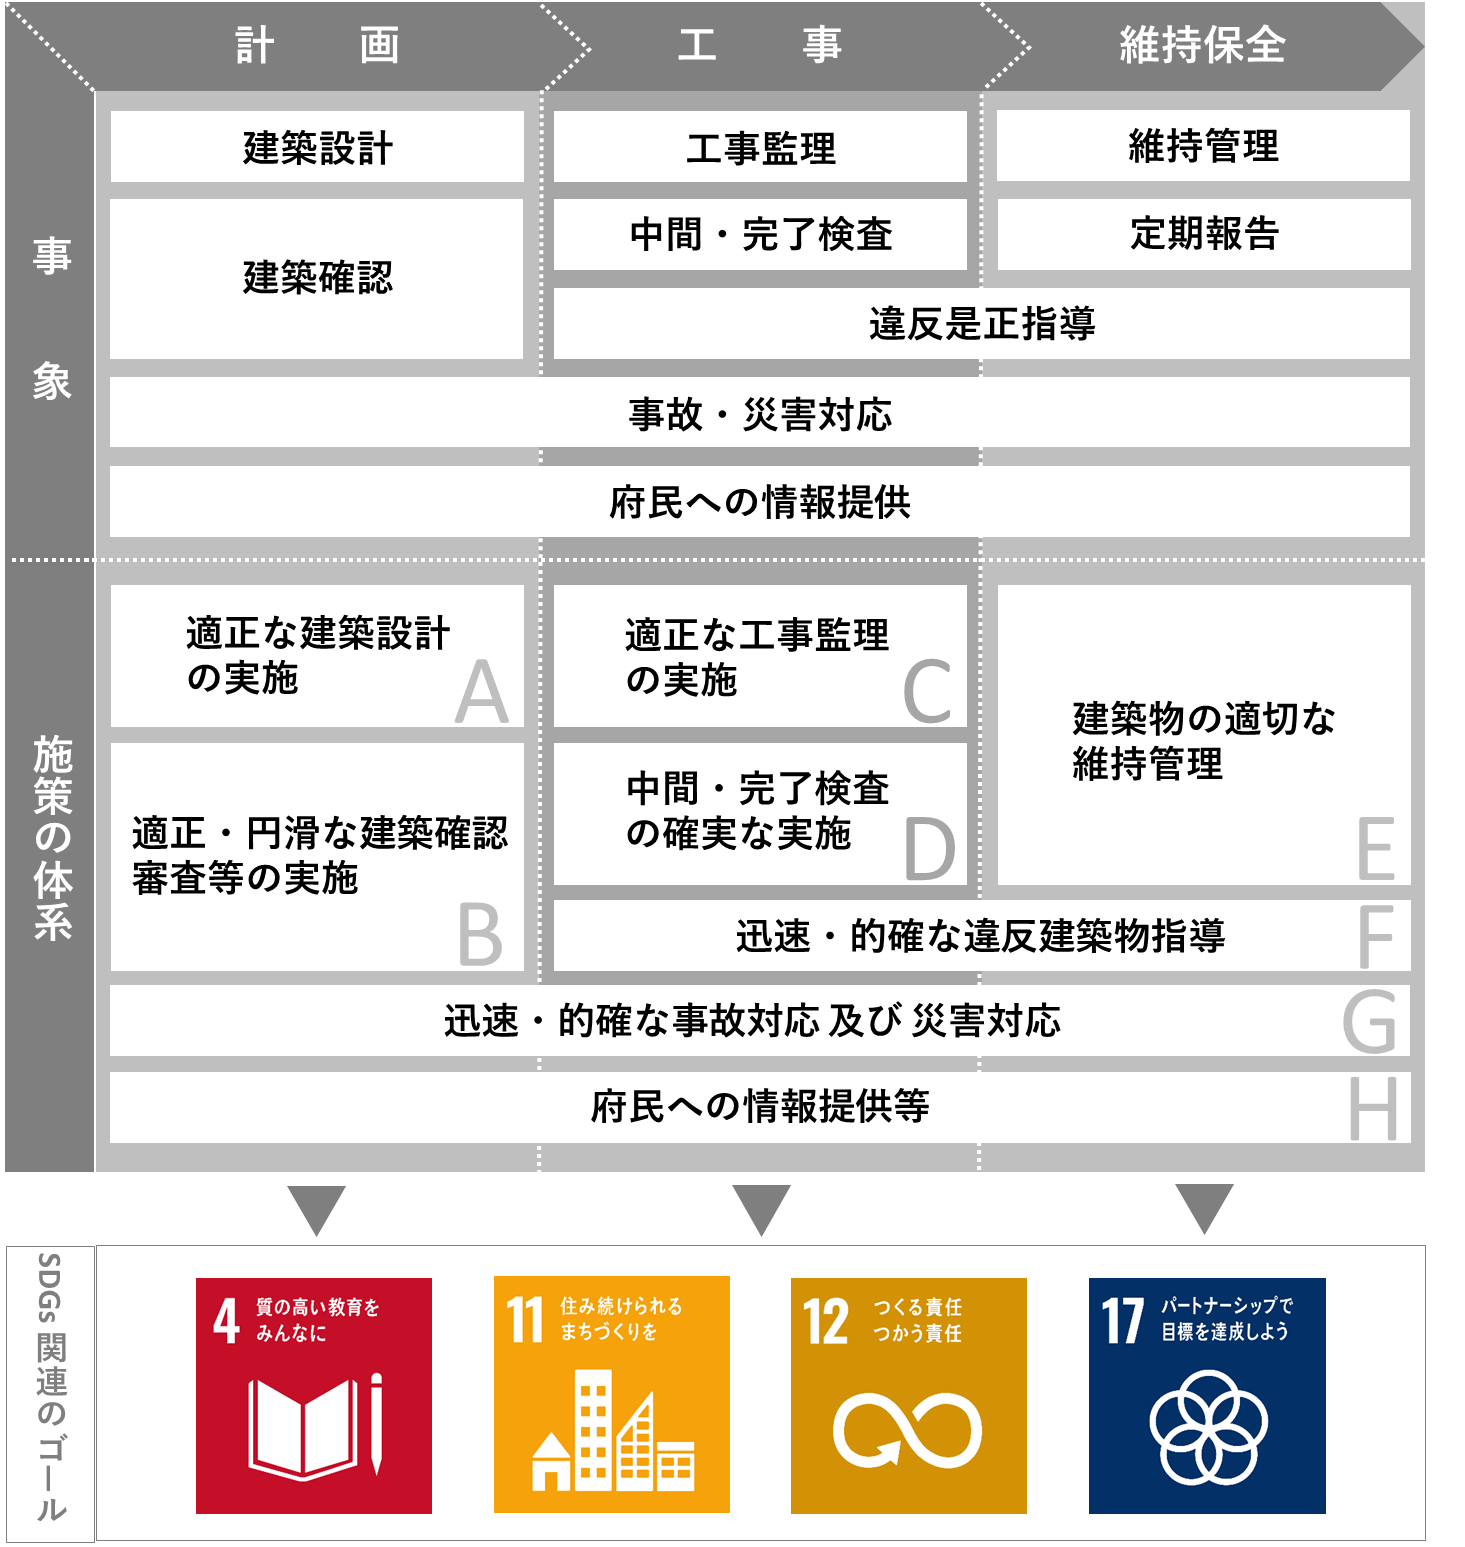 計　画
工　事
維持保全
事象
建築設計
工事監理
維持管理
建築確認
中間・完了検査
定期報告
違反是正指導
事故・災害対応
府民への情報提供
施策の体系
適正な建築設計
の実施
A
適正な工事監理
の実施
C
建築物の適切な
維持管理
E
適正・円滑な建築確認
審査等の実施
B
中間・完了検査
の確実な実施
D
迅速・的確な違反建築物指導
F
迅速・的確な事故対応 及び 災害対応
G
府民への情報提供等
H
SDGs 関連のゴール
4 質の高い教育を
みんなに
11 住み続けられる
まちづくりを
12 つくる責任
つかう責任
17 パートナーシップで
目標を達成しよう